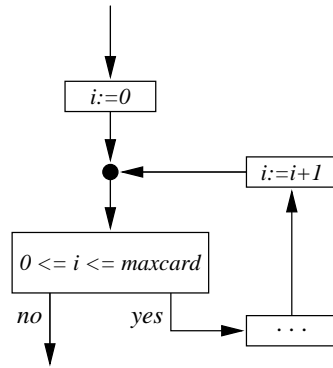 i:=0
i:=i+1
0 <= i <= maxcard
no
yes
. . .